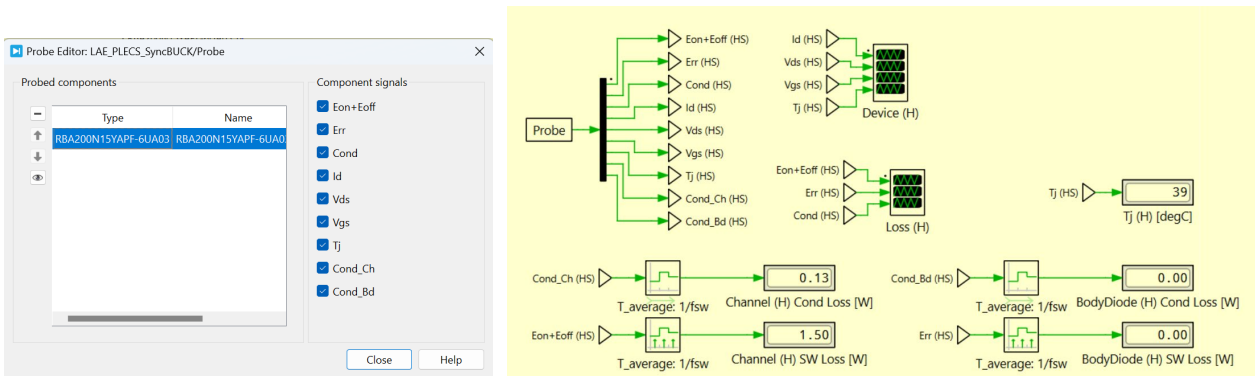 Probe Editor: LAE_PLECS_SyncBUCK/Probe
Probed components
Type
Name
RBA200N15YAPF-6UA03
RBA200N15YAPF-6UA0
Component signals
Eon+Eoff
Err
Cond
Id
Vds
Vgs
Tj
Cond_Ch
Cond_Bd
Close
Help
Probe
Eon+Eoff (HS)
Err (HS)
Cond (HS)
Id (HS)
Vds (HS)
Vgs (HS)
Tj (HS)
Cond_Ch (HS)
Cond_Bd (HS)
Id (HS)
Vds (HS)
Vgs (HS)
Tj (HS)
Device (H)
Eon+Eoff (HS)
Err (HS)
Cond (HS)
Loss (H)
Tj (HS)
39
Tj (H) [degC]
Cond_Ch (HS)
T_average: 1/fsw
0.13
Channel (H) Cond Loss [W]
Cond_Bd (HS)
T_average: 1/fsw
0.00
BodyDiode (H) Cond Loss [W]
Eon+Eoff (HS)
T_average: 1/fsw
1.50
Channel (H) SW Loss [W]
Err (HS)
T_average: 1/fsw
0.00
BodyDiode (H) SW Loss [W]